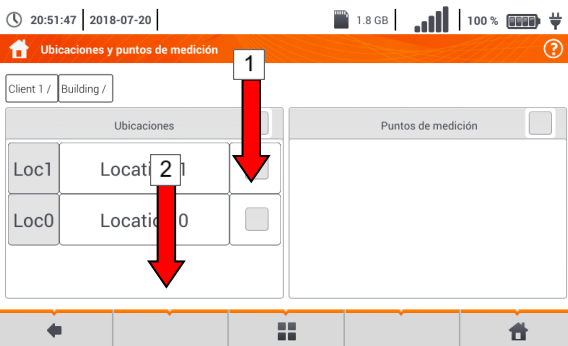 20:51:47 2018-07-20 1.8 GB 100 %
Ubicaciones y puntos de medición ?
1
Client 1 / Building /
Ubicaciones Puntos de medición
Loc1 Locati 1
2
Loc0 Locatio 0